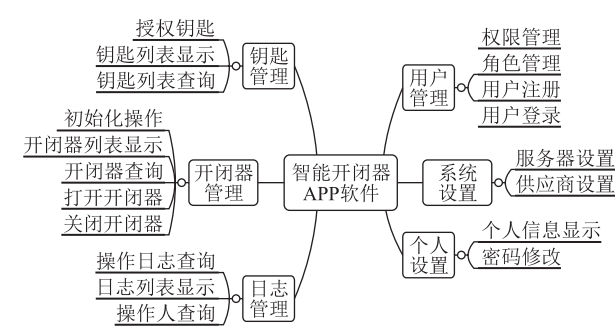 授权钥匙
钥匙列表显示
钥匙列表查询
钥匙
管理
初始化操作
开闭器列表显示
开闭器查询
打开开闭器
关闭开闭器
开闭器
管理
操作日志查询
日志列表显示
操作人查询
日志
管理
智能开闭器
APP软件
用户
管理
权限管理
角色管理
用户注册
用户登录
系统
设置
服务器设置
供应商设置
个人
设置
个人信息显示
密码修改